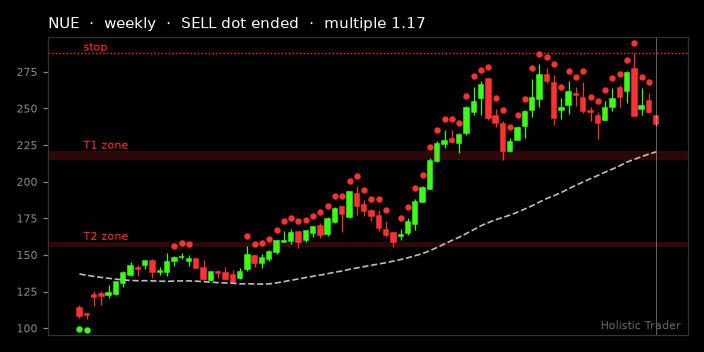 NUE · weekly · SELL dot ended · multiple 1.17
stop
275
250
225
T1 zone
200
175
T2 zone
150
125
100
Holistic Trader